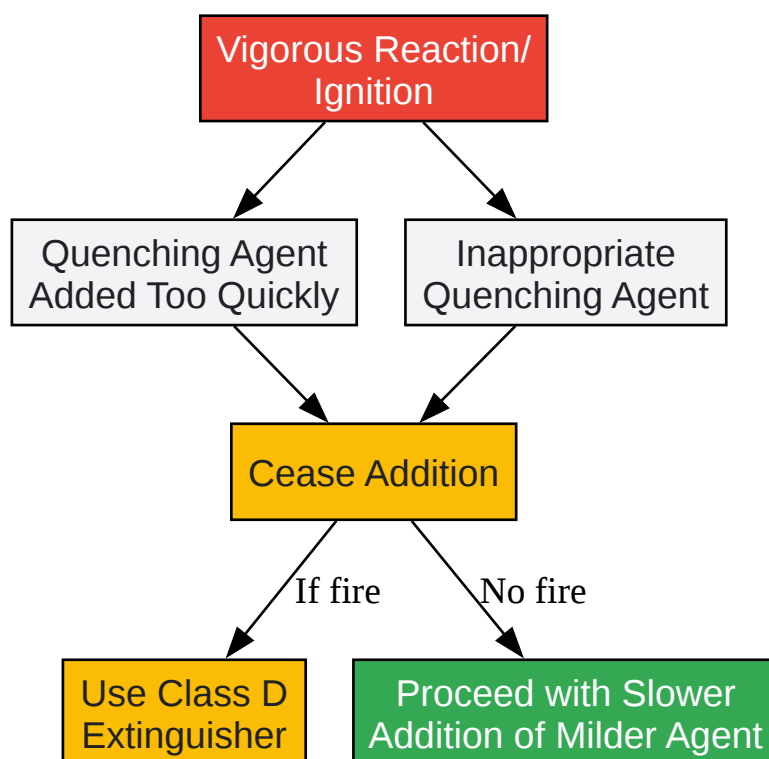 Vigorous Reaction/
Ignition
Quenching Agent
Added Too Quickly
Inappropriate
Quenching Agent
Cease Addition
If fire
No fire
Use Class D
Extinguisher
Proceed with Slower
Addition of Milder Agent